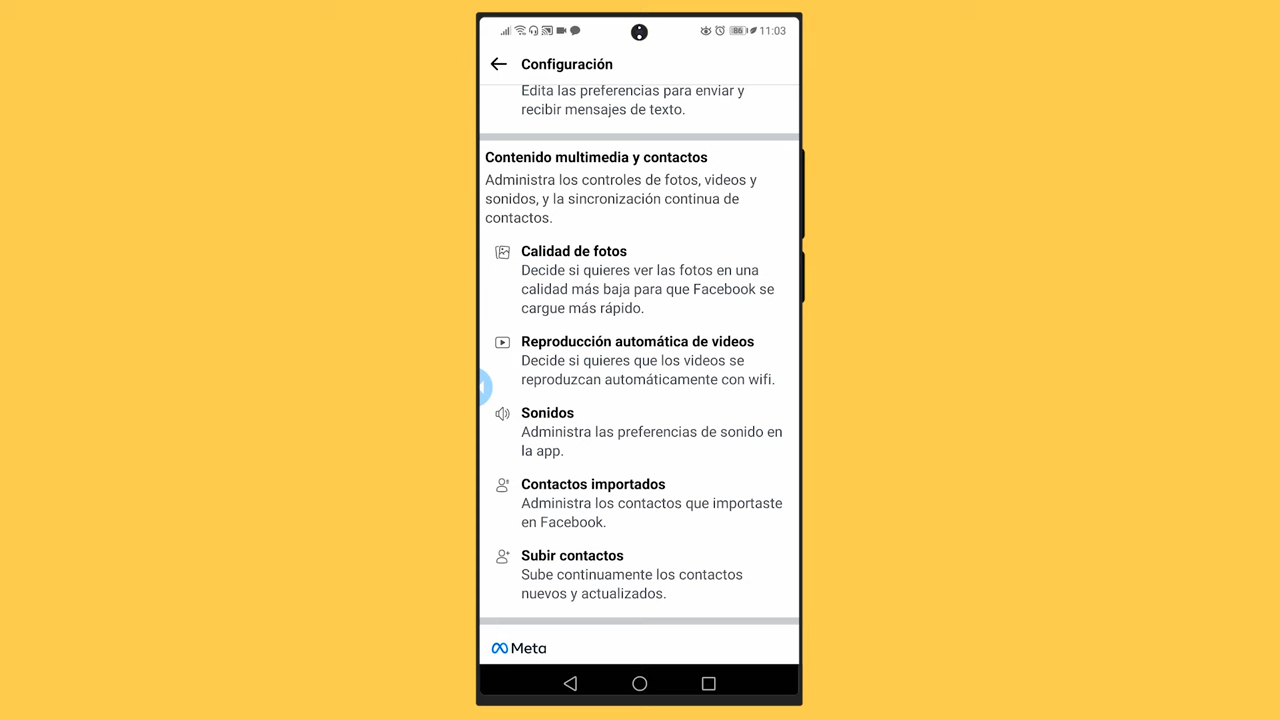 86 11:03
Configuración
Edita las preferencias para enviar y
recibir mensajes de texto.
Contenido multimedia y contactos
Administra los controles de fotos, videos y
sonidos, y la sincronización continua de
contactos.
Calidad de fotos
Decide si quieres ver las fotos en una
calidad más baja para que Facebook se
cargue más rápido.
Reproducción automática de videos
Decide si quieres que los videos se
reproduzcan automáticamente con wifi.
Sonidos
Administra las preferencias de sonido en
la app.
Contactos importados
Administra los contactos que importaste
en Facebook.
Subir contactos
Sube continuamente los contactos
nuevos y actualizados.
Meta